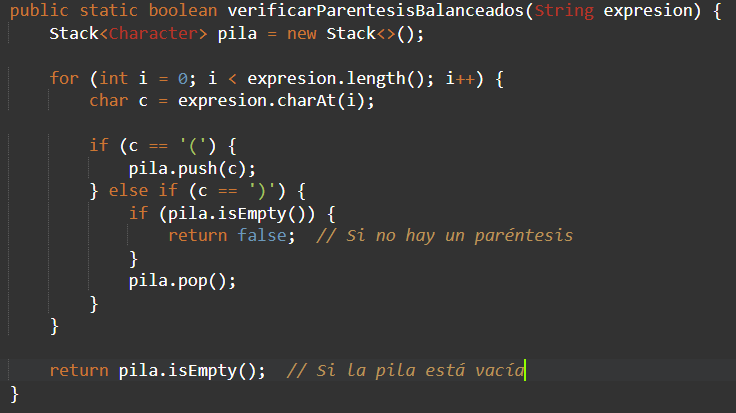 public static boolean verificarParentesisBalanceados(String expresion) {
    Stack<Character> pila = new Stack<>();

    for (int i = 0; i < expresion.length(); i++) {
        char c = expresion.charAt(i);

        if (c == '(') {
            pila.push(c);
        } else if (c == ')') {
            if (pila.isEmpty()) {
                return false;  // Si no hay un paréntesis
            }
            pila.pop();
        }
    }

    return pila.isEmpty();  // Si la pila está vacía
}